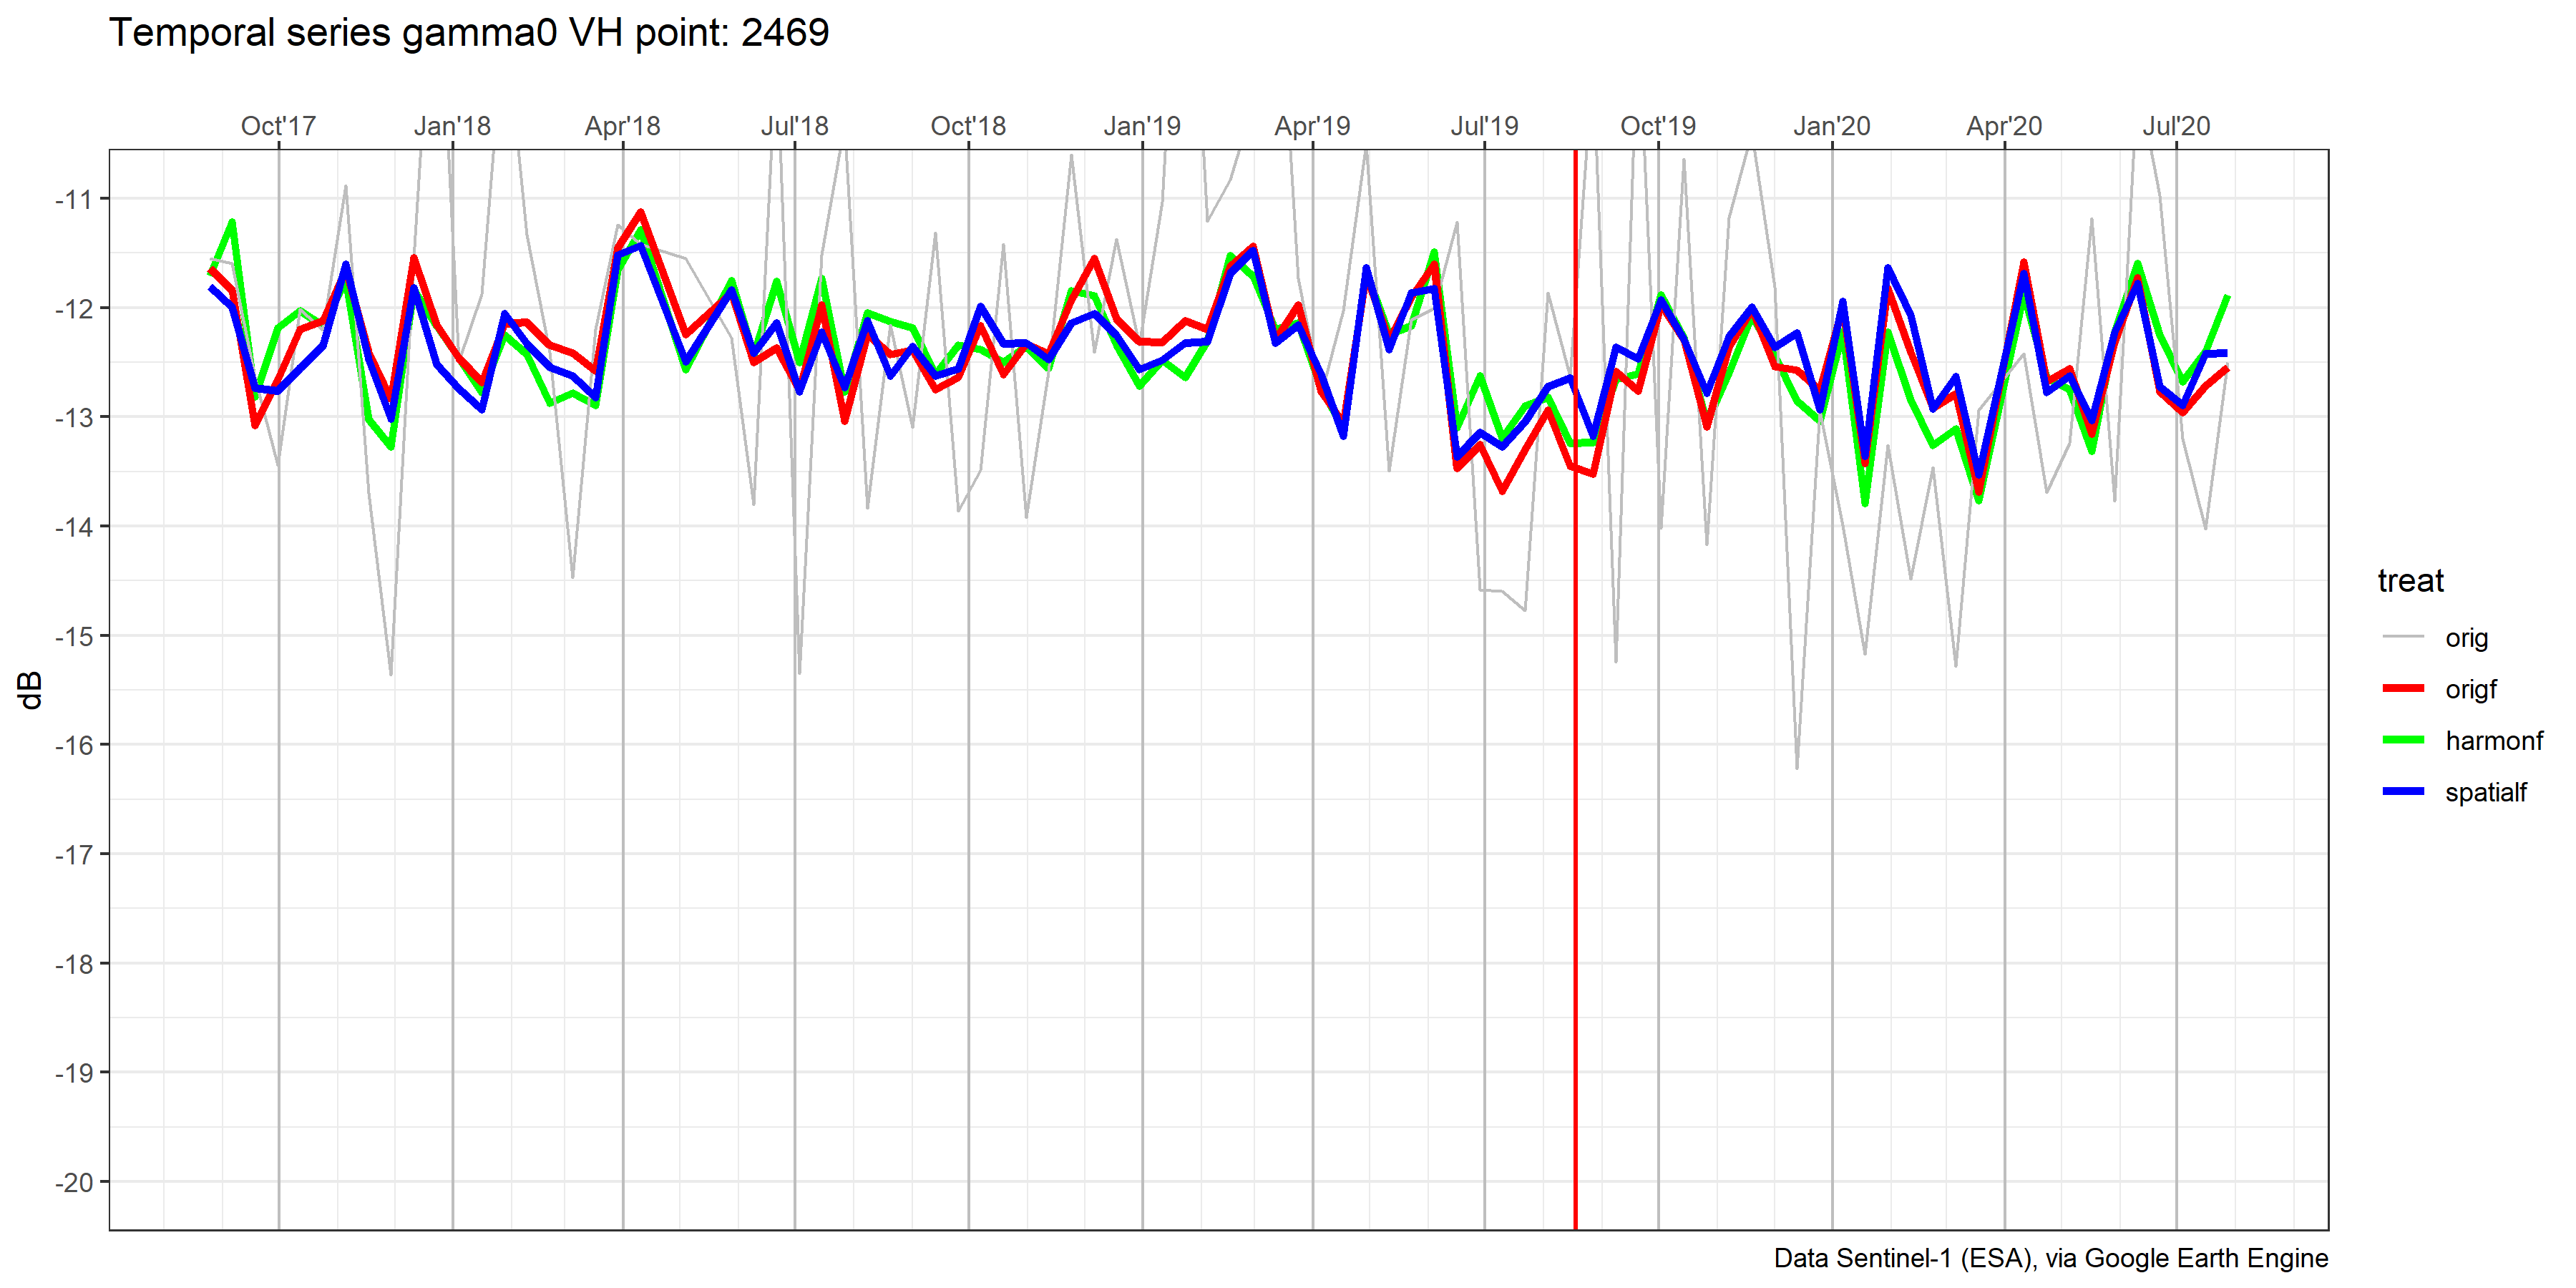 Temporal series gamma0 VH point: 2469
Oct'17 Jan'18 Apr'18 Jul'18 Oct'18 Jan'19 Apr'19 Jul'19 Oct'19 Jan'20 Apr'20 Jul'20
-11
-12
-13
-14
-15
-16
-17
-18
-19
-20
dB
treat
orig
origf
harmonf
spatialf
Data Sentinel-1 (ESA), via Google Earth Engine